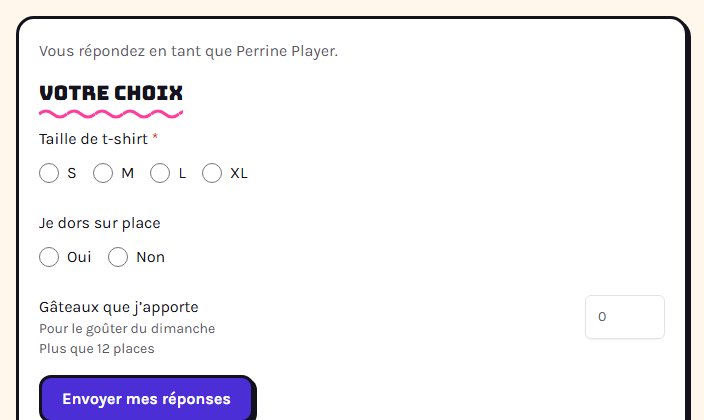 Vous répondez en tant que Perrine Player.
VOTRE CHOIX
Taille de t-shirt *
S M L XL
Je dors sur place
Oui Non
Gâteaux que j’apporte
0
Pour le goûter du dimanche
Plus que 12 places
Envoyer mes réponses